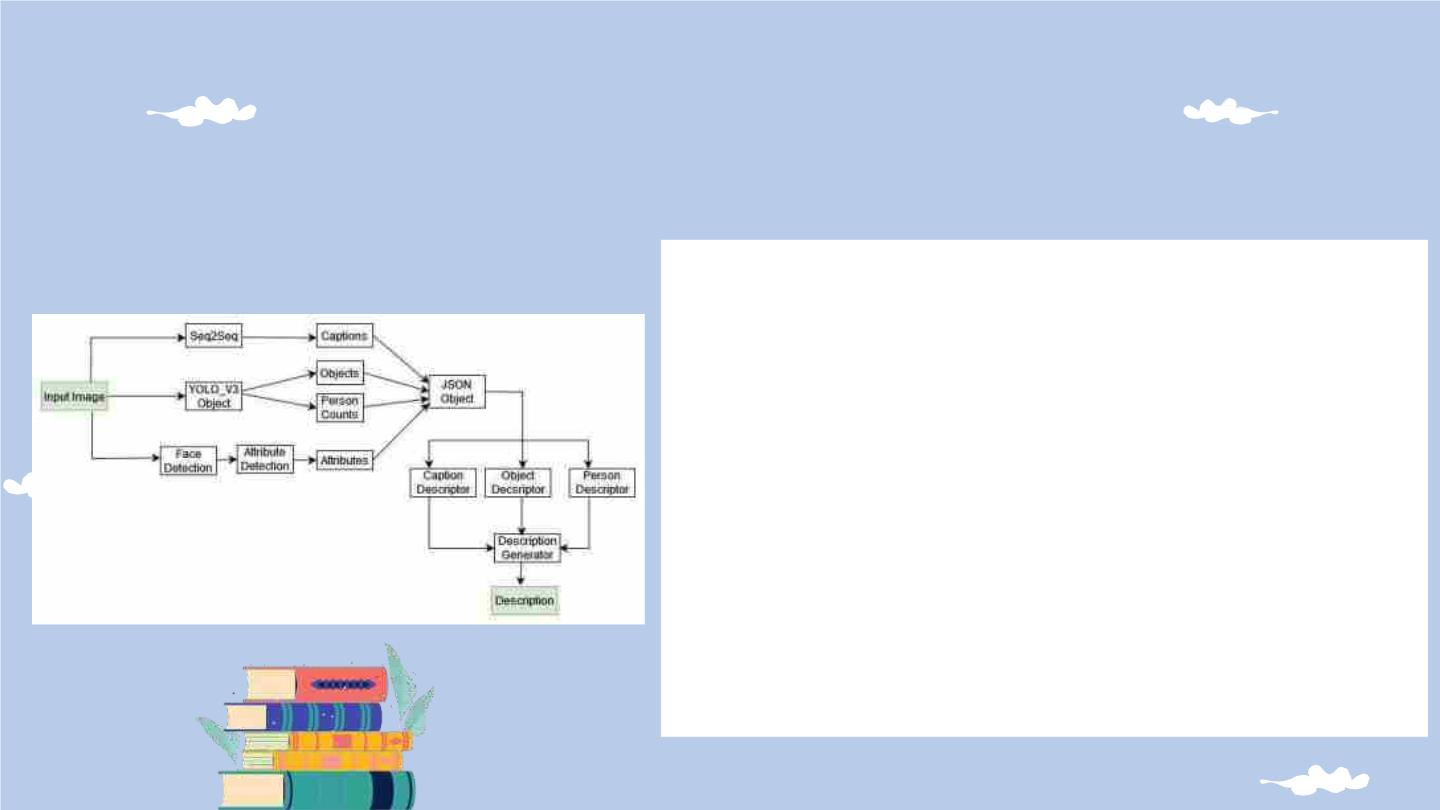 Seq2Seq
Captions
Objects
Input Image
YOLO_V3
Object
Person
Counts
JSON
Object
Face
Detection
Attribute
Detection
Attributes
Caption
Descriptor
Object
Decsriptor
Person
Descriptor
Description
Generator
Description